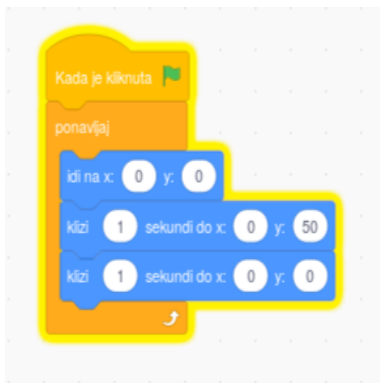 Kada je kliknuta
ponavljaj
idi na x: 0 y: 0
klizi 1 sekundi do x: 0 y: 50
klizi 1 sekundi do x: 0 y: 0